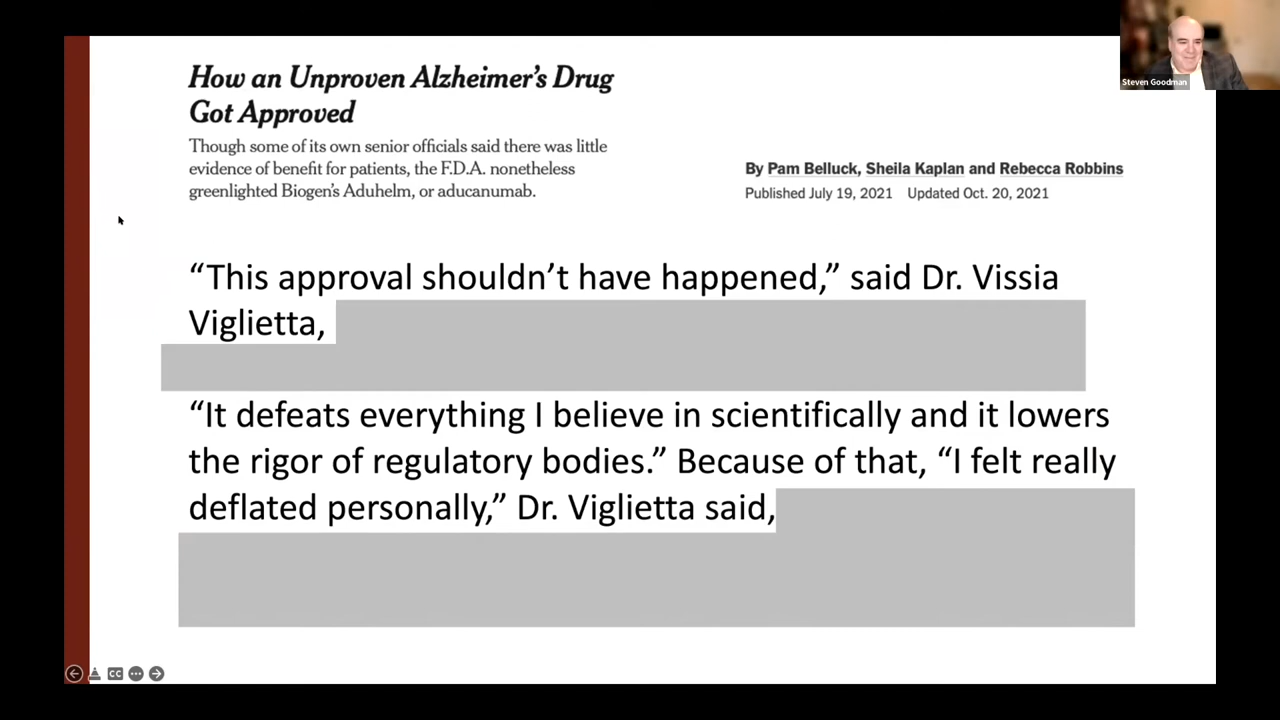 How an Unproven Alzheimer’s Drug
Got Approved
Though some of its own senior officials said there was little
evidence of benefit for patients, the F.D.A. nonetheless
greenlighted Biogen’s Aduhelm, or aducanumab.
By Pam Belluck, Sheila Kaplan and Rebecca Robbins
Published July 19, 2021 Updated Oct. 20, 2021
Steven Goodman
“This approval shouldn’t have happened,” said Dr. Vissia
Viglietta,
“It defeats everything I believe in scientifically and it lowers
the rigor of regulatory bodies.” Because of that, “I felt really
deflated personally,” Dr. Viglietta said,
CC